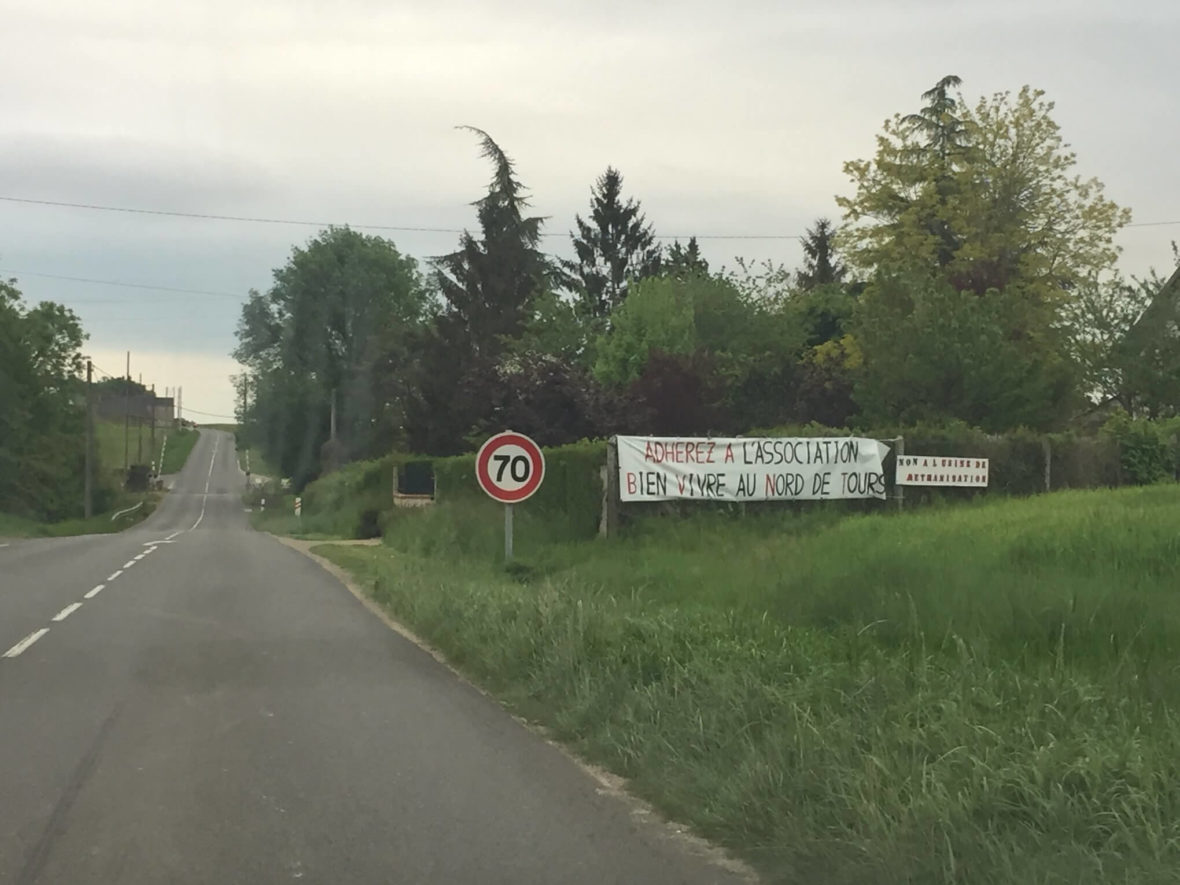 70
ADHEREZ A L'ASSOCIATION
BIEN VIVRE AU NORD DE TOURS
NON A L USINE DE
METHANISATION